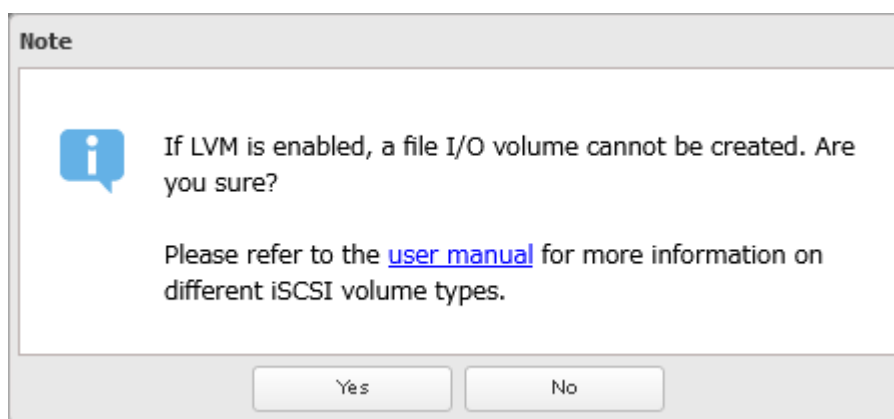 Note
If LVM is enabled, a file I/O volume cannot be created. Are
you sure?
Please refer to the user manual for more information on
different iSCSI volume types.
Yes
No